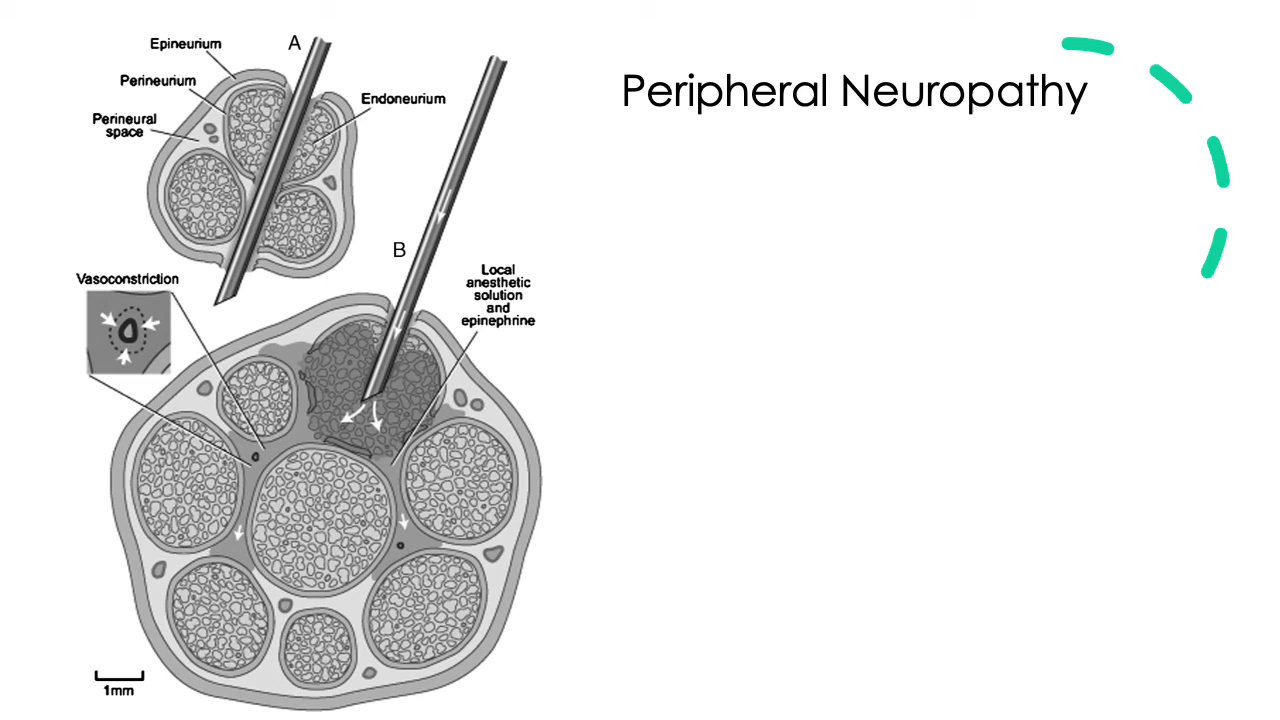 Peripheral Neuropathy
A
Epineurium
Perineurium
Endoneurium
Perineural
space
B
Vasoconstriction
Local
anesthetic
solution
and
epinephrine
1mm